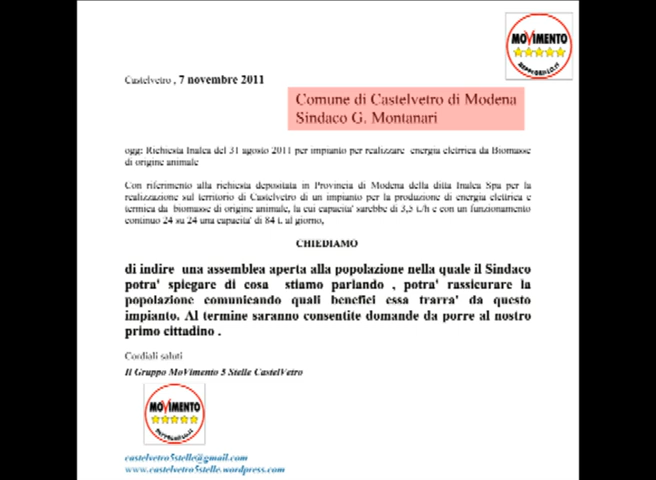 MOVIMENTO
BEPPEGRILLO.IT
Castelvetro , 7 novembre 2011
Comune di Castelvetro di Modena
Sindaco G. Montanari
ogg: Richiesta Inalca del 31 agosto 2011 per impianto per realizzare energia elettrica da Biomasse
di origine animale
Con riferimento alla richiesta depositata in Provincia di Modena della ditta Inalca Spa per la
realizzazione sul territorio di Castelvetro di un impianto per la produzione di energia elettrica e
termica da biomasse di origine animale, la cui capacita' sarebbe di 3,5 t./h e con un funzionamento
continuo 24 su 24 una capacita' di 84 t. al giorno,
CHIEDIAMO
di indire una assemblea aperta alla popolazione nella quale il Sindaco
potra' spiegare di cosa stiamo parlando , potra' rassicurare la
popolazione comunicando quali benefici essa trarra' da questo
impianto. Al termine saranno consentite domande da porre al nostro
primo cittadino .
Cordiali saluti
Il Gruppo MoVimento 5 Stelle CastelVetro
MOVIMENTO
BEPPEGRILLO.IT
castelvetro5stelle@gmail.com
www.castelvetro5stelle.wordpress.com